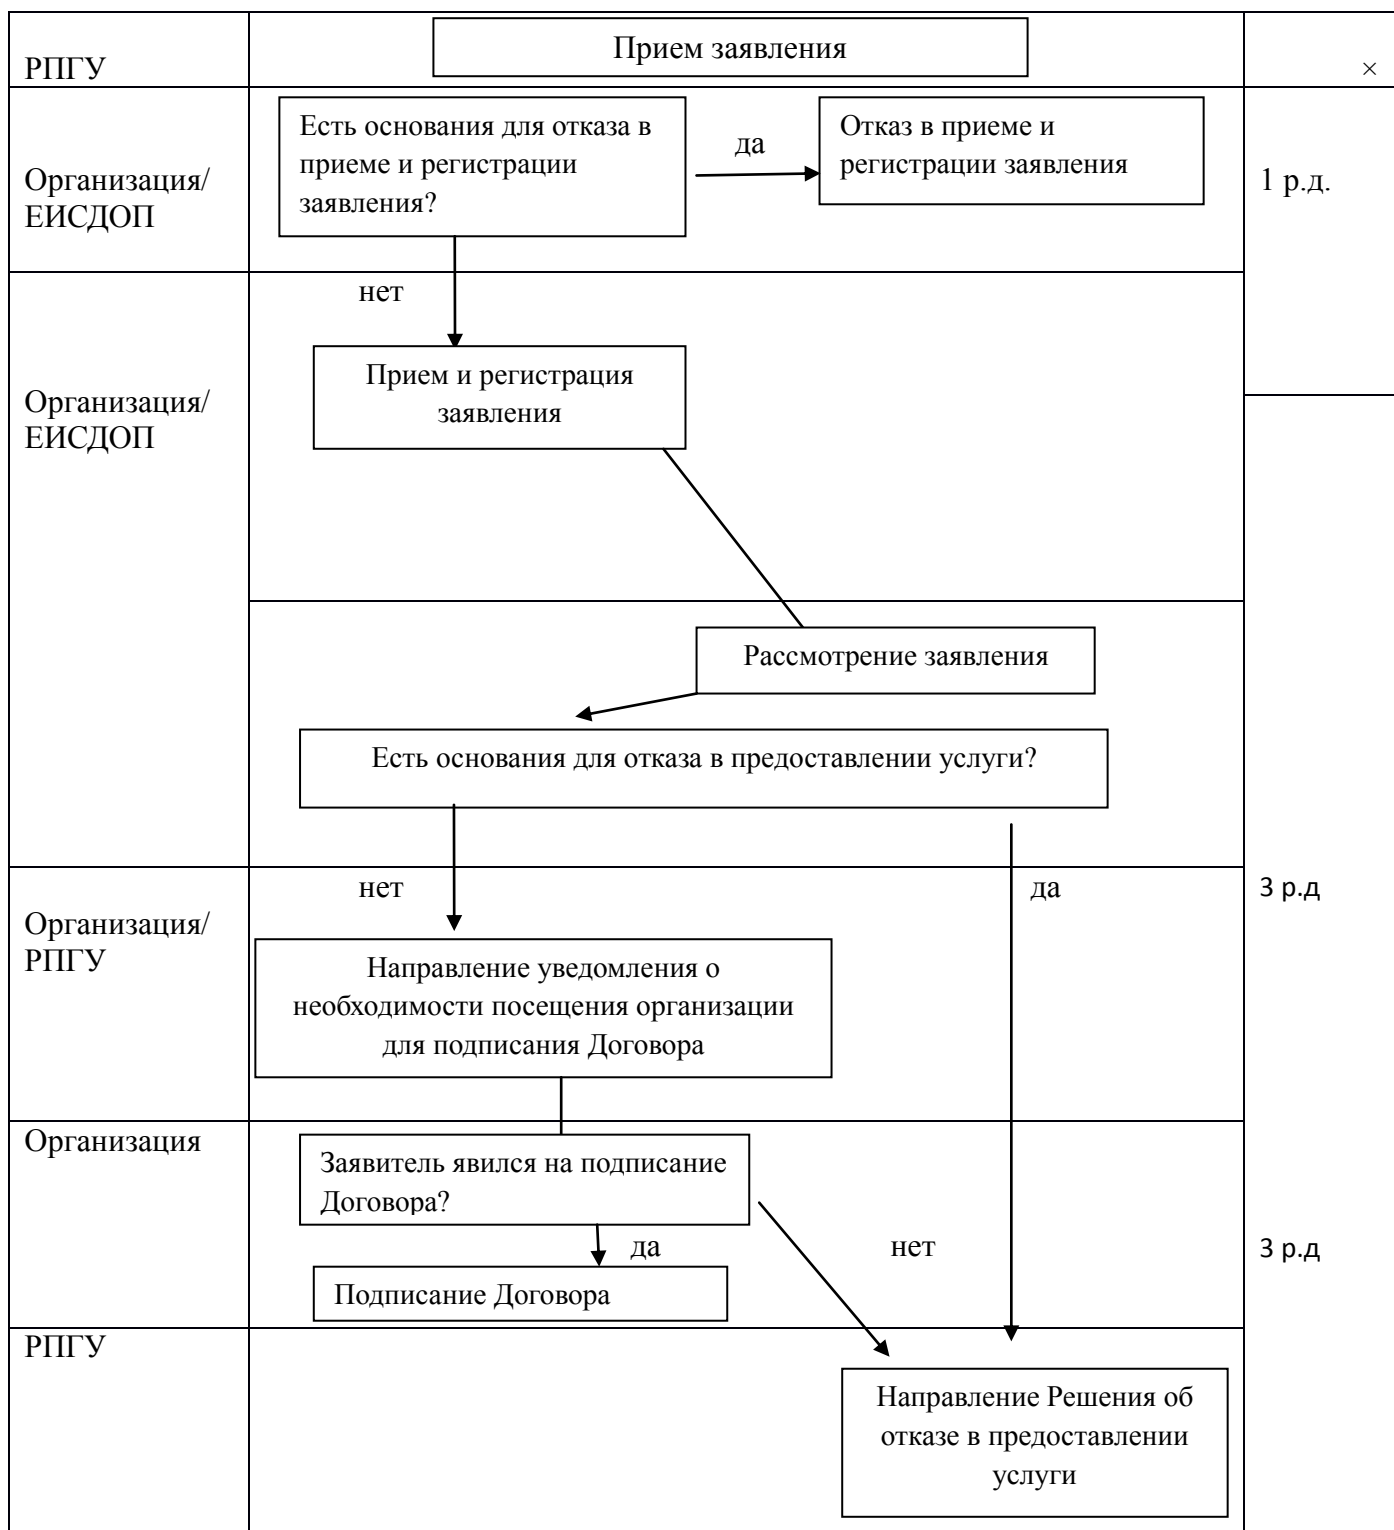 Прием заявления
РПГУ
×
Есть основания для отказа в
приеме и регистрации
заявления?
да
Отказ в приеме и
регистрации заявления
Организация/
ЕИСДОП
1 р.д.
нет
Прием и регистрация
заявления
Организация/
ЕИСДОП
Рассмотрение заявления
Есть основания для отказа в предоставлении услуги?
нет
да
3 р.д
Организация/
РПГУ
Направление уведомления о
необходимости посещения организации
для подписания Договора
Организация
Заявитель явился на подписание
Договора?
да
нет
3 р.д
Подписание Договора
РПГУ
Направление Решения об
отказе в предоставлении
услуги